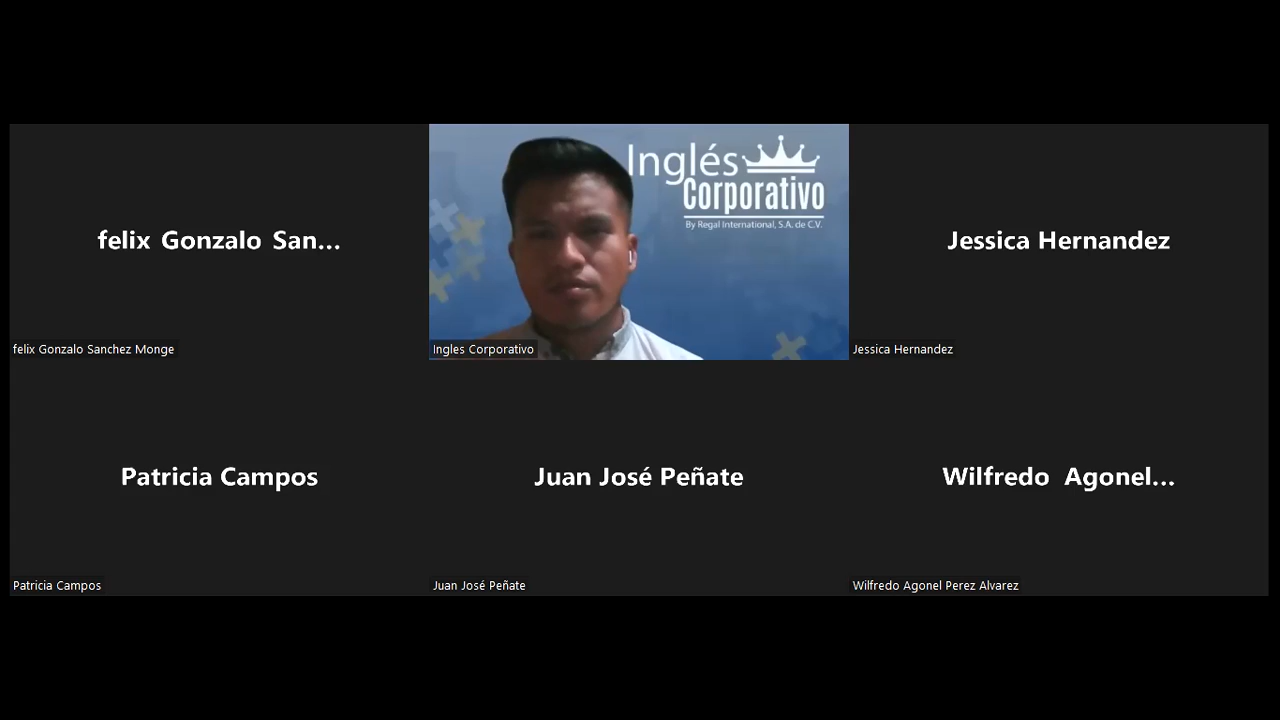 felix Gonzalo San...
felix Gonzalo Sanchez Monge
Inglés
Corporativo
By Regal International, S.A. de C.V.
Ingles Corporativo
Jessica Hernandez
Jessica Hernandez
Patricia Campos
Patricia Campos
Juan José Peñate
Juan José Peñate
Wilfredo Agonel...
Wilfredo Agonel Perez Alvarez